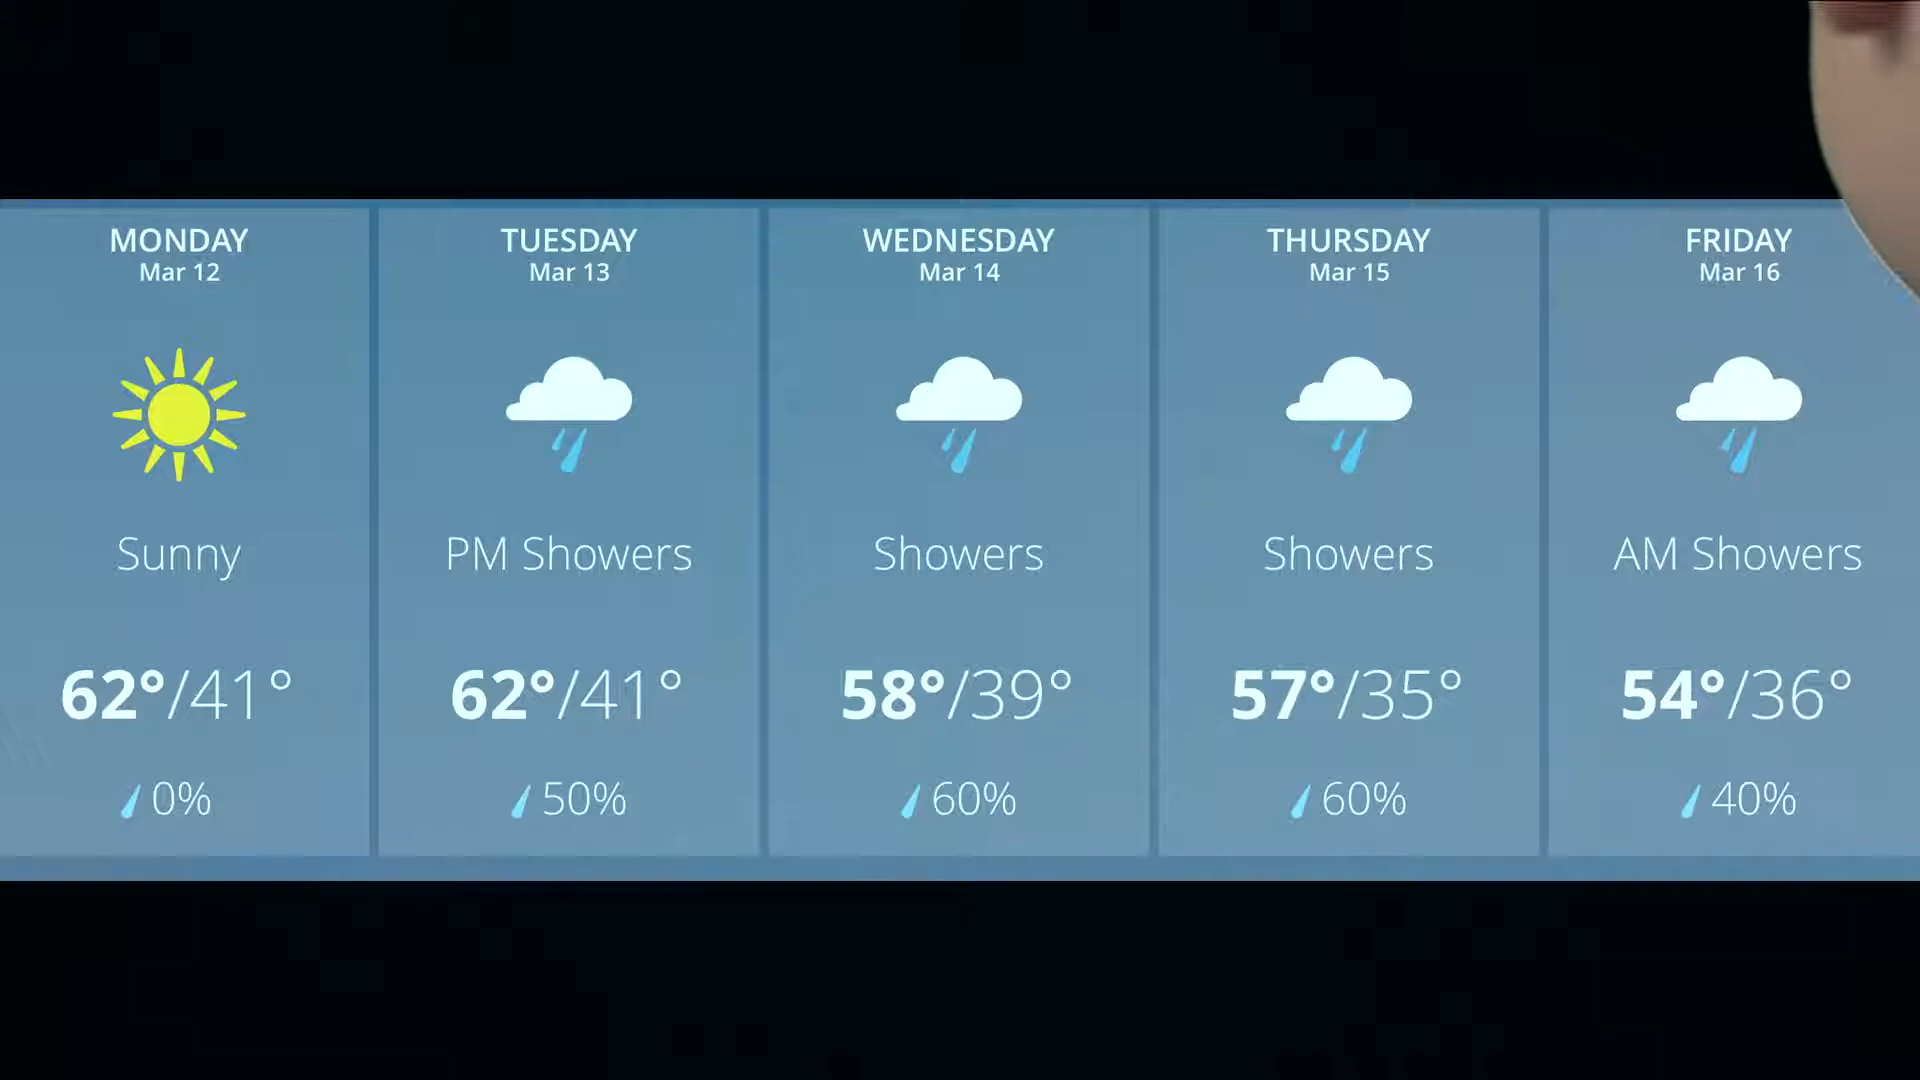 MONDAY
Mar 12
Sunny
62°/41°
0%
TUESDAY
Mar 13
PM Showers
62°/41°
50%
WEDNESDAY
Mar 14
Showers
58°/39°
60%
THURSDAY
Mar 15
Showers
57°/35°
60%
FRIDAY
Mar 16
AM Showers
54°/36°
40%